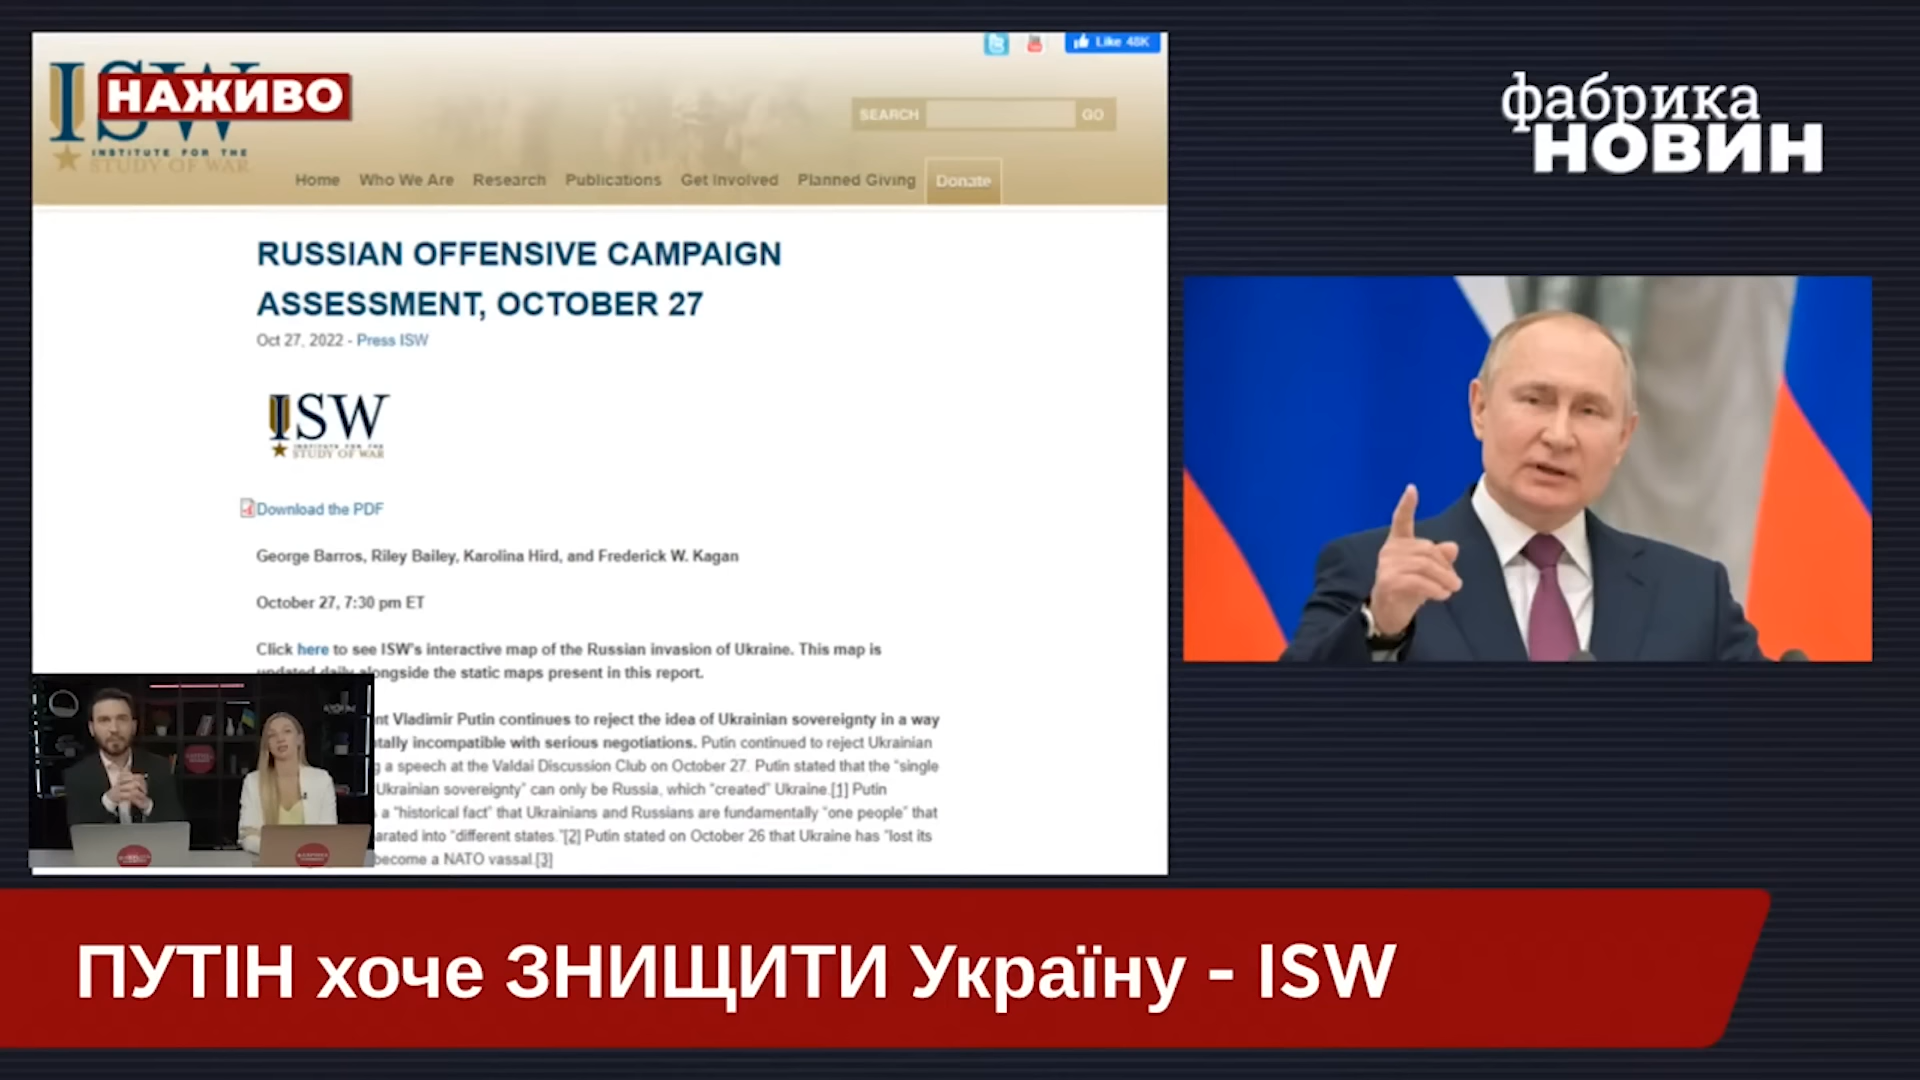 Like 48K
НАЖИВО
INSTITUTE FOR THE
STUDY OF WAR
SEARCH
GO
Home Who We Are Research Publications Get Involved Planned Giving Donate
фабрика
НОВИН
RUSSIAN OFFENSIVE CAMPAIGN
ASSESSMENT, OCTOBER 27
Oct 27, 2022 - Press ISW
ISW
INSTITUTE FOR THE
STUDY OF WAR
Download the PDF
George Barros, Riley Bailey, Karolina Hird, and Frederick W. Kagan
October 27, 7:30 pm ET
Click here to see ISW's interactive map of the Russian invasion of Ukraine. This map is
updated daily alongside the static maps present in this report.
Vladimir Putin continues to reject the idea of Ukrainian sovereignty in a way
incompatible with serious negotiations. Putin continued to reject Ukrainian
a speech at the Valdai Discussion Club on October 27. Putin stated that the “single
Ukrainian sovereignty” can only be Russia, which “created” Ukraine.[1] Putin
a “historical fact” that Ukrainians and Russians are fundamentally “one people” that
into “different states.”[2] Putin stated on October 26 that Ukraine has “lost its
become a NATO vassal.[3]
ПУТІН хоче ЗНИЩИТИ Україну - ISW